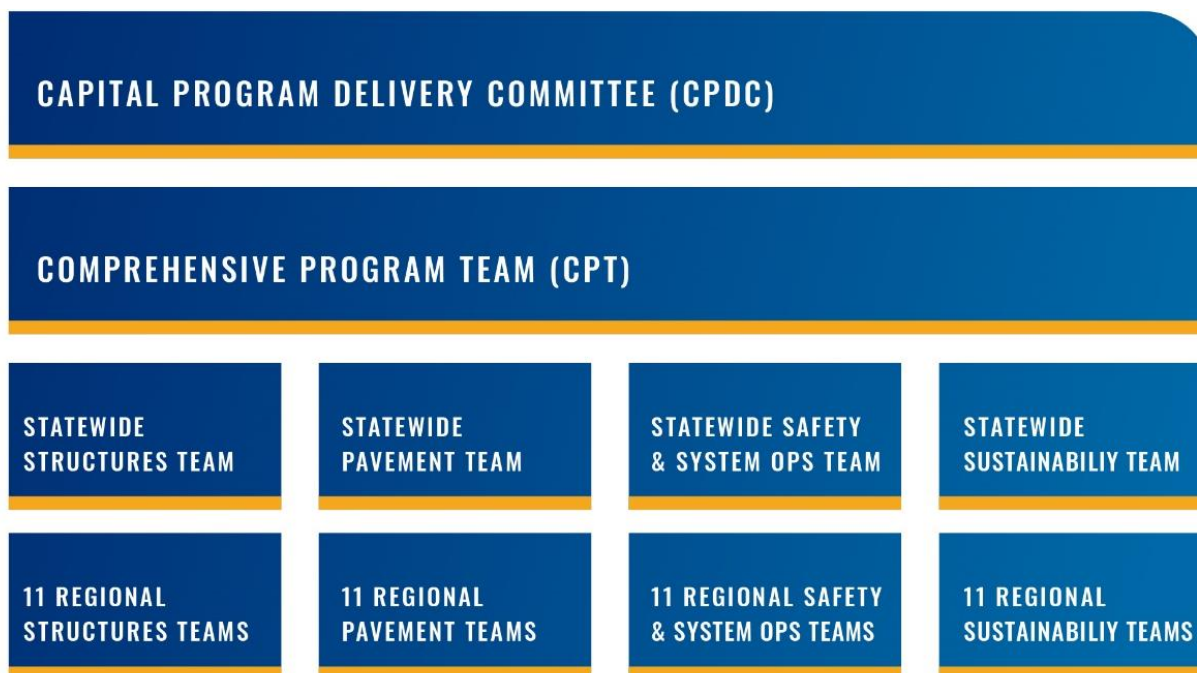 CAPITAL PROGRAM DELIVERY COMMITTEE (CPDC)
COMPREHENSIVE PROGRAM TEAM (CPT)
STATEWIDE
STRUCTURES TEAM
STATEWIDE
PAVEMENT TEAM
STATEWIDE SAFETY
& SYSTEM OPS TEAM
STATEWIDE
SUSTAINABILIY TEAM
11 REGIONAL
STRUCTURES TEAMS
11 REGIONAL
PAVEMENT TEAMS
11 REGIONAL SAFETY
& SYSTEM OPS TEAMS
11 REGIONAL
SUSTAINABILIY TEAMS